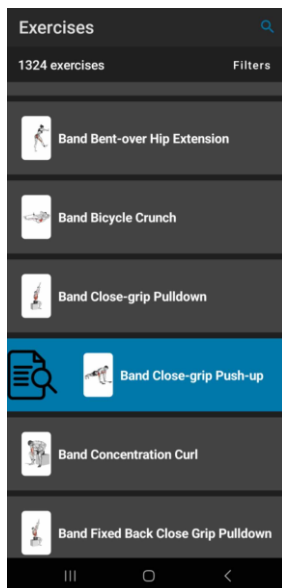 Exercises
1324 exercises Filters
Band Bent-over Hip Extension
Band Bicycle Crunch
Band Close-grip Pulldown
Band Close-grip Push-up
Band Concentration Curl
Band Fixed Back Close Grip Pulldown